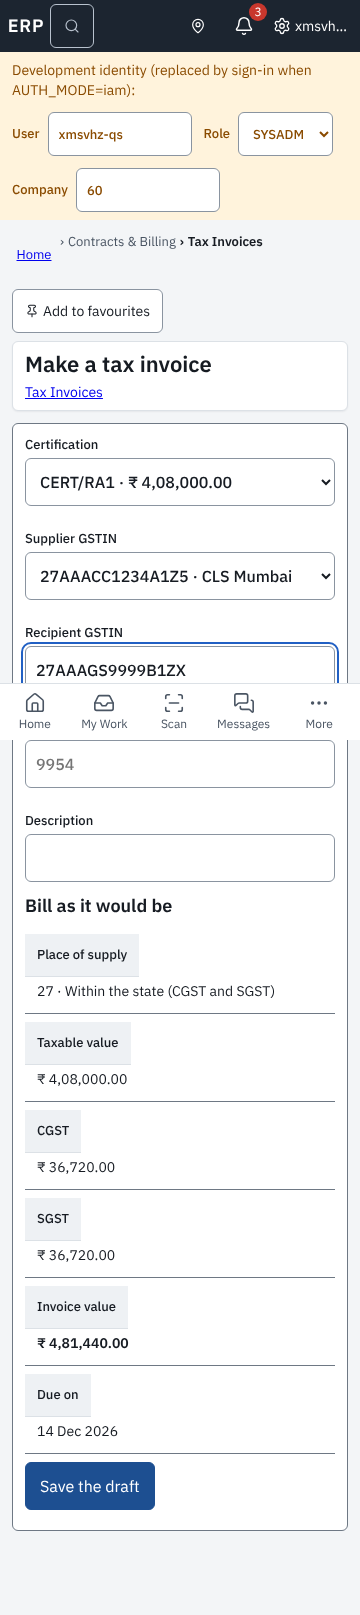 ERP
3
xmsvh...
Development identity (replaced by sign-in when
AUTH_MODE=iam):
User
xmsvhz-qs
Role
SYSADM
Company
60
Home
› Contracts & Billing › Tax Invoices
Add to favourites
Make a tax invoice
Tax Invoices
Certification
CERT/RA1 · ₹ 4,08,000.00
Supplier GSTIN
27AAACC1234A1Z5 · CLS Mumbai
Recipient GSTIN
27AAAGS9999B1ZX
Home
My Work
Scan
Messages
More
9954
Description
Bill as it would be
Place of supply
27 · Within the state (CGST and SGST)
Taxable value
₹ 4,08,000.00
CGST
₹ 36,720.00
SGST
₹ 36,720.00
Invoice value
₹ 4,81,440.00
Due on
14 Dec 2026
Save the draft